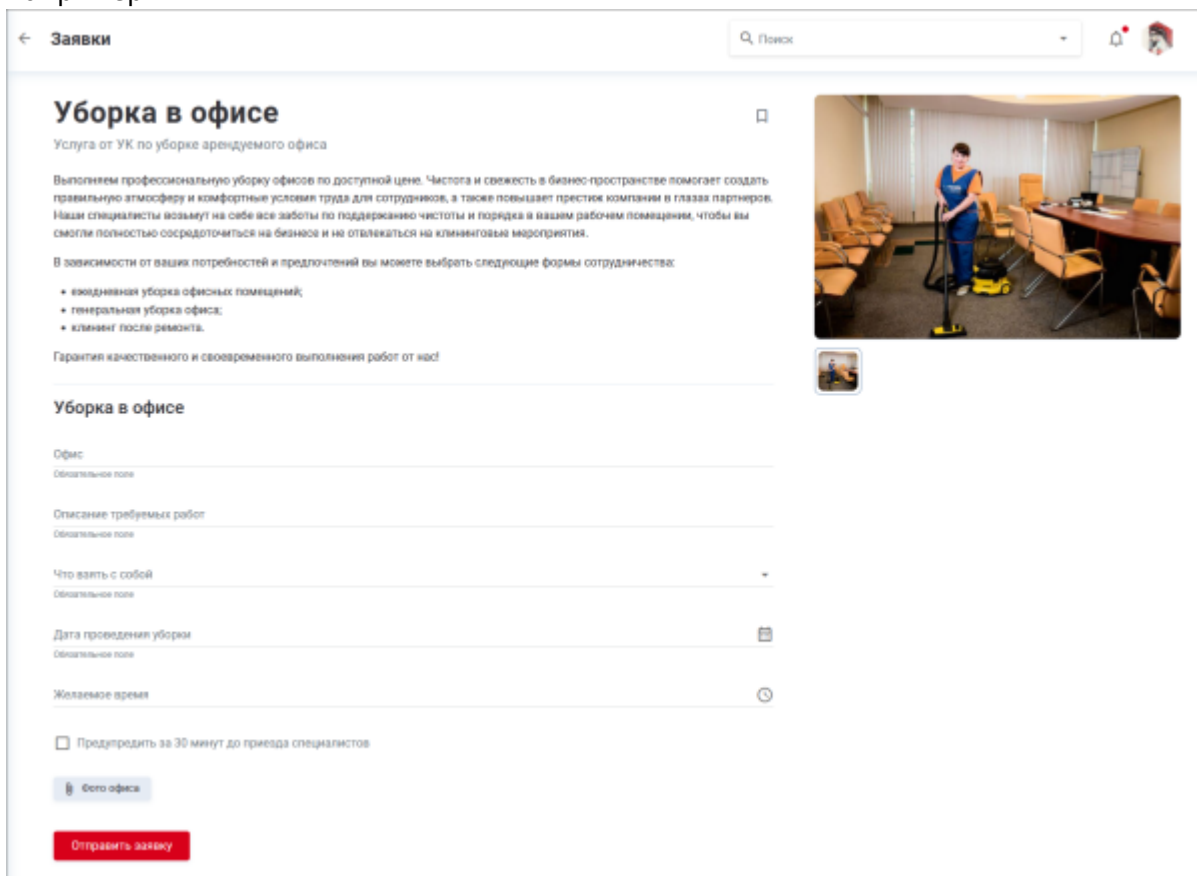 Заявки
Поиск
Уборка в офисе
Услуга от УК по уборке арендуемого офиса
Выполняем профессиональную уборку офисов по доступной цене. Чистота и свежесть в бизнес-пространстве помогает создать
правильную атмосферу и комфортные условия труда для сотрудников, а также повышает престиж компании в глазах партнеров.
Наши специалисты возьмут на себя все заботы по поддержанию чистоты и порядка в вашем рабочем помещении, чтобы вы
смогли полностью сосредоточиться на бизнесе и не отвлекаться на клининговые мероприятия.
В зависимости от ваших потребностей и предпочтений вы можете выбрать следующие формы сотрудничества:
• ежедневная уборка офисных помещений;
• генеральная уборка офиса;
• клининг после ремонта.
Гарантия качественного и своевременного выполнения работ от нас!
Уборка в офисе
Офис
Обязательное поле
Описание требуемых работ
Обязательное поле
Что взять с собой
Обязательное поле
Дата проведения уборки
Обязательное поле
Желаемое время
Предупредить за 30 минут до приезда специалистов
Фото офиса
Отправить заявку